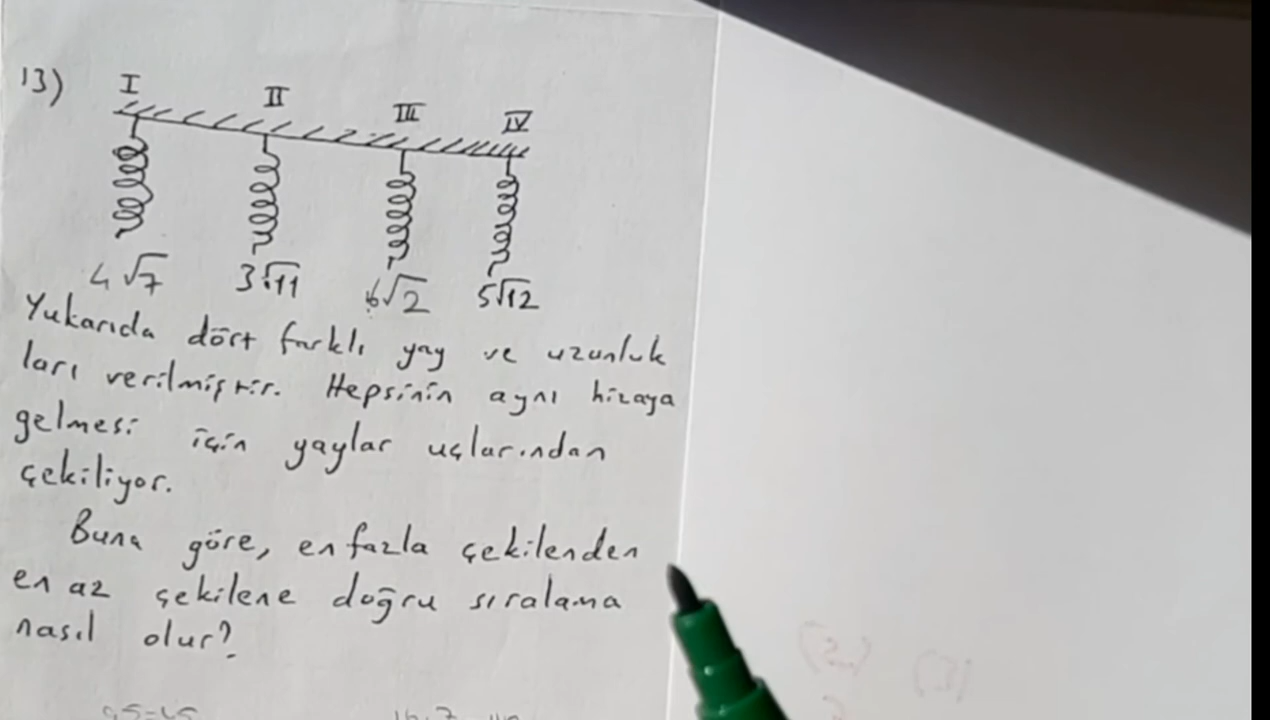 13)
I II III IV
4√7 3√11 6√2 5√12
Yukarıda dört farklı yay ve uzunluk
ları verilmiştir. Hepsinin aynı hizaya
gelmesi için yaylar uçlarından
çekiliyor.
Buna göre, en fazla çekilenden
en az çekilene doğru sıralama
nasıl olur?